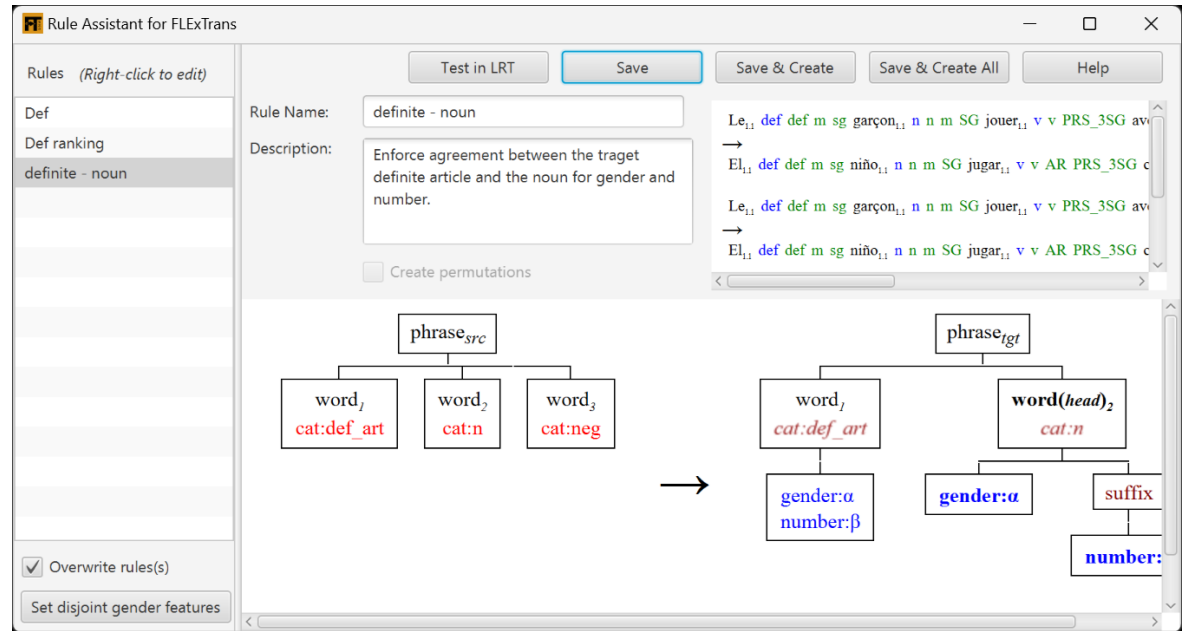 Rule Assistant for FLExTrans
Rules (Right-click to edit)
Test in LRT
Save
Save & Create
Save & Create All
Help
Def
Def ranking
definite - noun
Rule Name:
definite - noun
Description:
Enforce agreement between the traget
definite article and the noun for gender and
number.
Create permutations
Le1.1 def def m sg garçon1.1 n n m SG jouer1.1 v v PRS_3SG av
→
El1.1 def def m sg niño1.1 n n m SG jugar1.1 v v AR PRS_3SG c
Le1.1 def def m sg garçon1.1 n n m SG jouer1.1 v v PRS_3SG av
→
El1.1 def def m sg niño1.1 n n m SG jugar1.1 v v AR PRS_3SG c
phrase src
word1
cat:def_art
word2
cat:n
word3
cat:neg
→
phrase tgt
word1
cat:def_art
gender:α
number:β
word(head)2
cat:n
gender:α
suffix
number:
Overwrite rules(s)
Set disjoint gender features